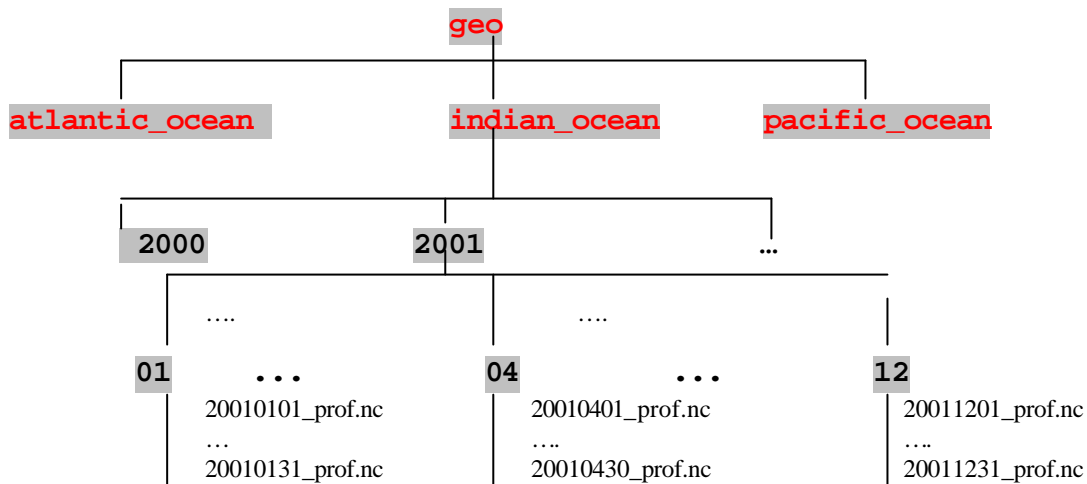 geo
atlantic_ocean indian_ocean pacific_ocean
2000 2001 …
…. ….
01 ... 04 ... 12
20010101_prof.nc 20010401_prof.nc 20011201_prof.nc
… …. ….
20010131_prof.nc 20010430_prof.nc 20011231_prof.nc